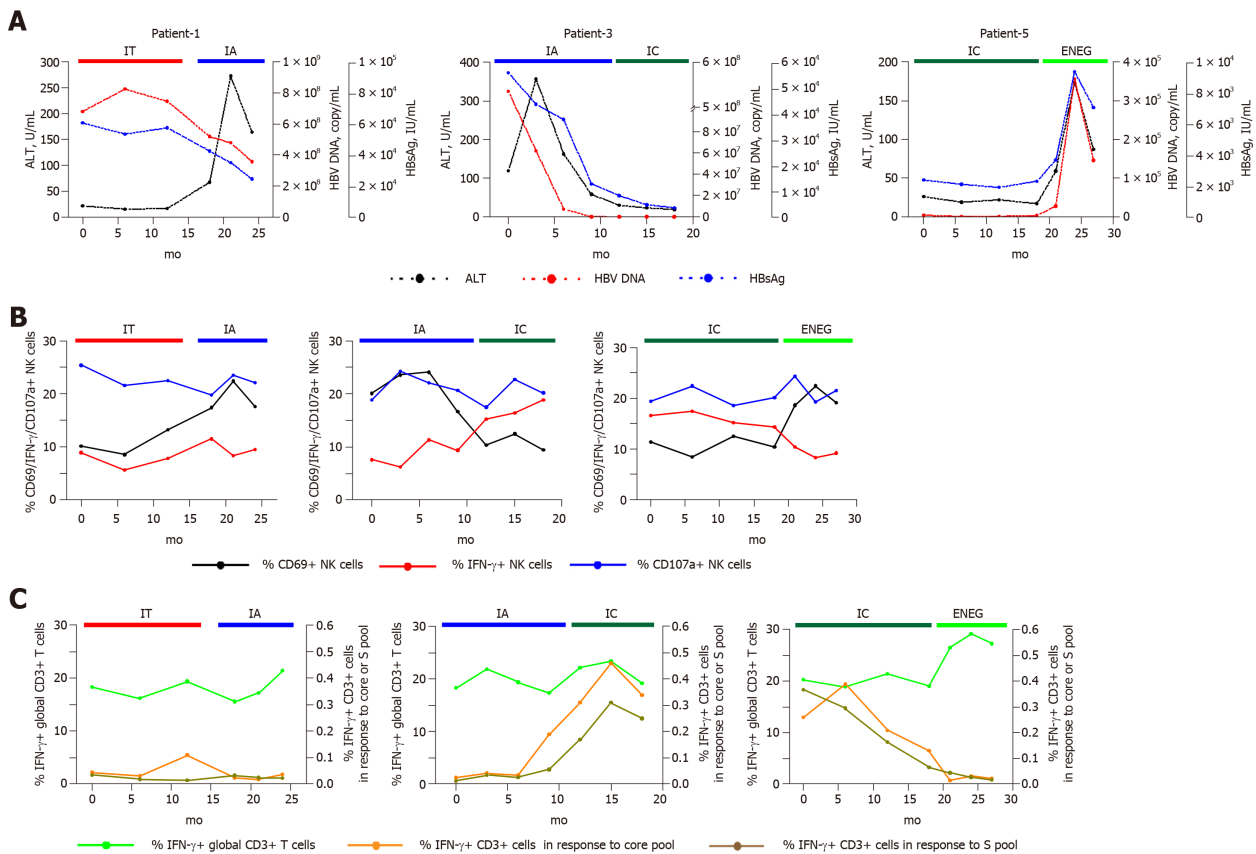 A
Patient-1
Patient-3
Patient-5
IT
IA
IA
IC
IC
ENEG
300
250
200
150
100
50
0
ALT, U/mL
1 × 10⁹
8 × 10⁸
6 × 10⁸
4 × 10⁸
2 × 10⁸
0
HBV DNA, copy/mL
1 × 10⁵
8 × 10⁴
6 × 10⁴
4 × 10⁴
2 × 10⁴
0
HBsAg, IU/mL
0 5 10 15 20 25
mo
400
300
200
100
0
ALT, U/mL
6 × 10⁸
5 × 10⁸
8 × 10⁷
6 × 10⁷
4 × 10⁷
2 × 10⁷
0
HBV DNA, copy/mL
6 × 10⁴
5 × 10⁴
4 × 10⁴
3 × 10⁴
2 × 10⁴
1 × 10⁴
0
HBsAg, IU/mL
0 5 10 15 20
mo
200
150
100
50
0
ALT, U/mL
4 × 10⁵
3 × 10⁵
2 × 10⁵
1 × 10⁵
0
HBV DNA, copy/mL
1 × 10⁴
8 × 10³
6 × 10³
4 × 10³
2 × 10³
0
HBsAg, IU/mL
0 5 10 15 20 25 30
mo
ALT HBV DNA HBsAg
B
IT
IA
IA
IC
IC
ENEG
30
20
10
0
% CD69/IFN-γ/CD107a+ NK cells
0 5 10 15 20 25
mo
30
20
10
0
% CD69/IFN-γ/CD107a+ NK cells
0 5 10 15 20
mo
30
20
10
0
% CD69/IFN-γ/CD107a+ NK cells
0 5 10 15 20 25 30
mo
% CD69+ NK cells % IFN-γ+ NK cells % CD107a+ NK cells
C
IT
IA
IA
IC
IC
ENEG
30
20
10
0
% IFN-γ+ global CD3+ T cells
0.6
0.5
0.4
0.3
0.2
0.1
0.0
% IFN-γ+ CD3+ cells
in response to core or S pool
0 5 10 15 20 25
mo
30
20
10
0
% IFN-γ+ global CD3+ T cells
0.6
0.5
0.4
0.3
0.2
0.1
0.0
% IFN-γ+ CD3+ cells
in response to core or S pool
0 5 10 15 20
mo
30
20
10
0
% IFN-γ+ global CD3+ T cells
0.6
0.5
0.4
0.3
0.2
0.1
0.0
% IFN-γ+ CD3+ cells
in response to core or S pool
0 5 10 15 20 25 30
mo
% IFN-γ+ global CD3+ T cells % IFN-γ+ CD3+ cells in response to core pool % IFN-γ+ CD3+ cells in response to S pool